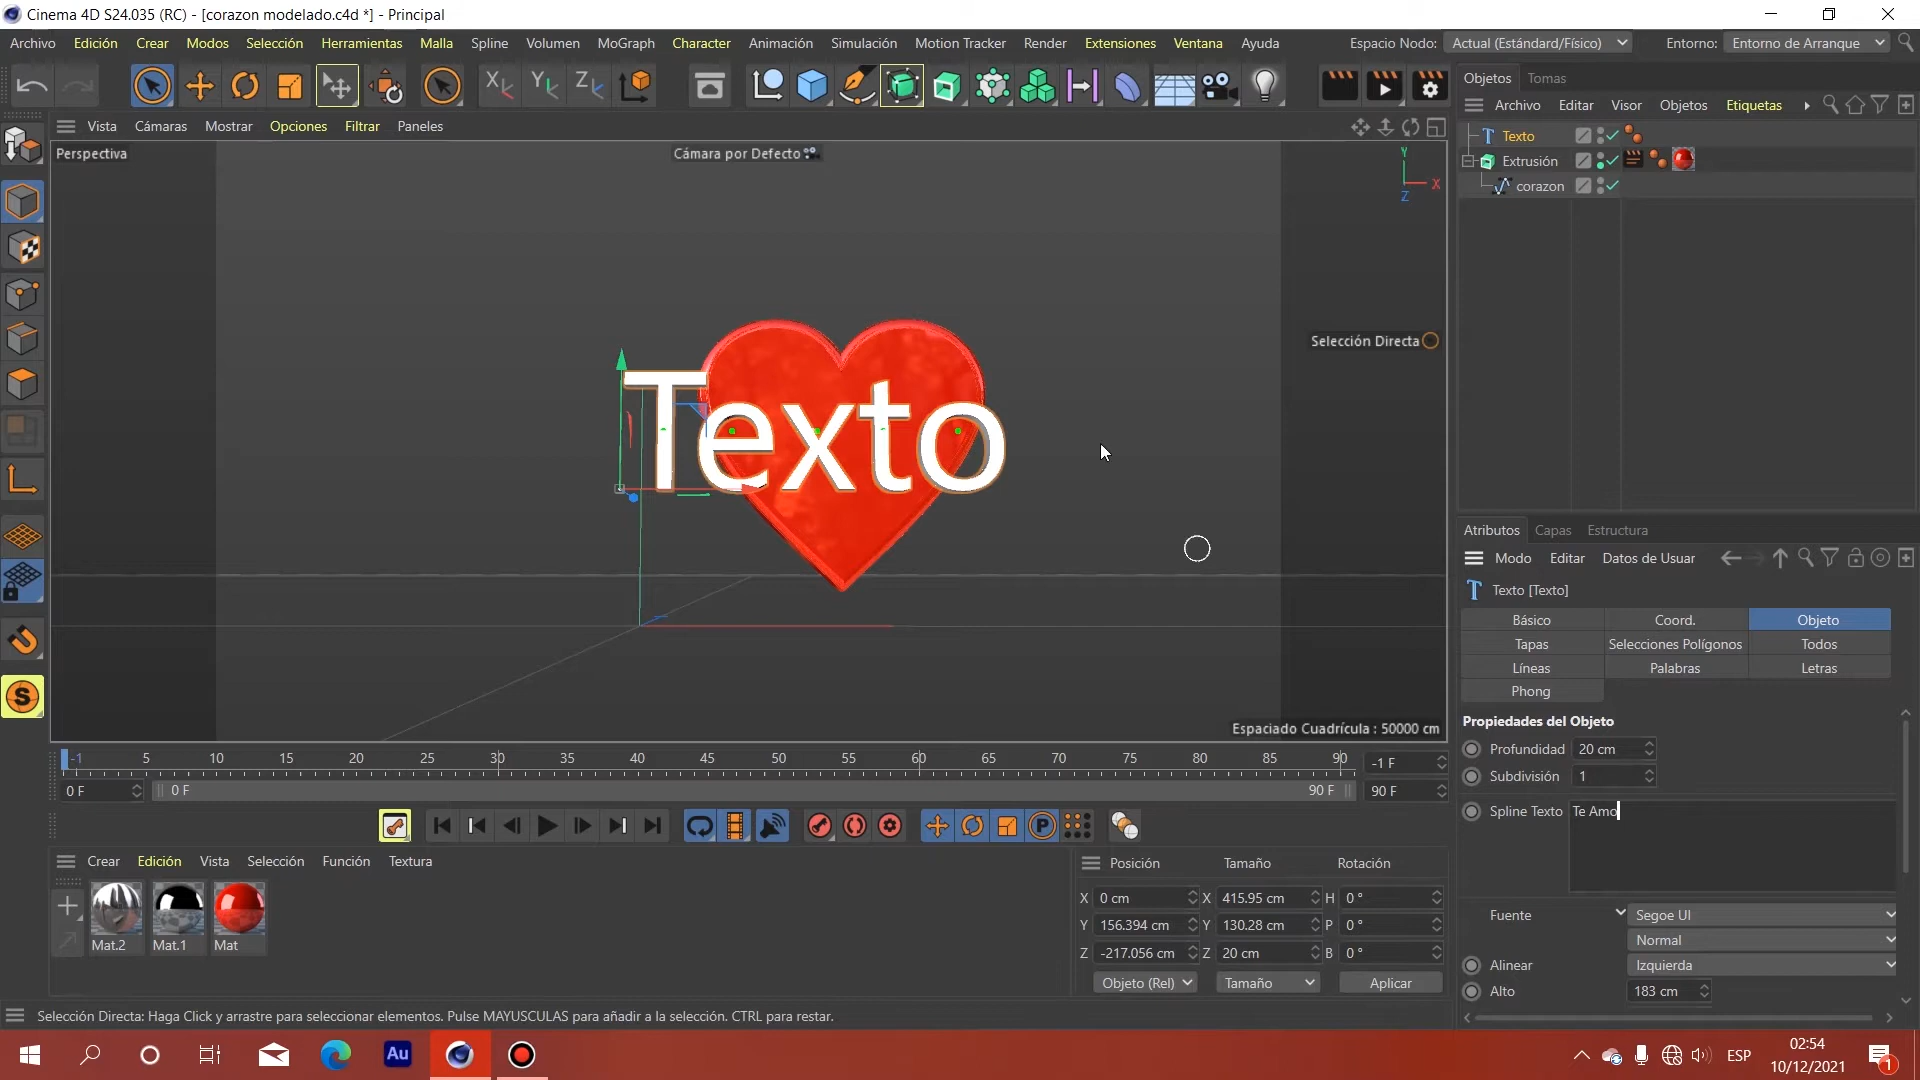 Cinema 4D S24.035 (RC) - [corazon modelado.c4d *] - Principal
Archivo Edición Crear Modos Selección Herramientas Malla Spline Volumen MoGraph Character Animación Simulación Motion Tracker Render Extensiones Ventana Ayuda Espacio Nodo: Actual (Estándar/Físico) Entorno: Entorno de Arranque
X Y Z
Objetos Tomas
Archivo Editar Visor Objetos Etiquetas
Vista Cámaras Mostrar Opciones Filtrar Paneles
Perspectiva
Cámara por Defecto
Y
X
Z
T Texto
Extrusión
corazon
Selección Directa
Texto
Espaciado Cuadrícula : 50000 cm
Atributos Capas Estructura
Modo Editar Datos de Usuario
T Texto [Texto]
Básico Coord. Objeto
Tapas Selecciones Polígonos Todos
Líneas Palabras Letras
Phong
Propiedades del Objeto
Profundidad 20 cm
Subdivisión 1
Spline Texto Te Amo
Fuente Segoe UI
Normal
Alinear Izquierda
Alto 183 cm
S
-1 5 10 15 20 25 30 35 40 45 50 55 60 65 70 75 80 85 90 -1 F
0 F 0 F 90 F 90 F
P
Crear Edición Vista Selección Función Textura
Mat.2 Mat.1 Mat
Posición Tamaño Rotación
X 0 cm X 415.95 cm H 0 °
Y 156.394 cm Y 130.28 cm P 0 °
Z -217.056 cm Z 20 cm B 0 °
Objeto (Rel) Tamaño Aplicar
Selección Directa: Haga Click y arrastre para seleccionar elementos. Pulse MAYUSCULAS para añadir a la selección. CTRL para restar.
Au
ESP
02:54
10/12/2021
1